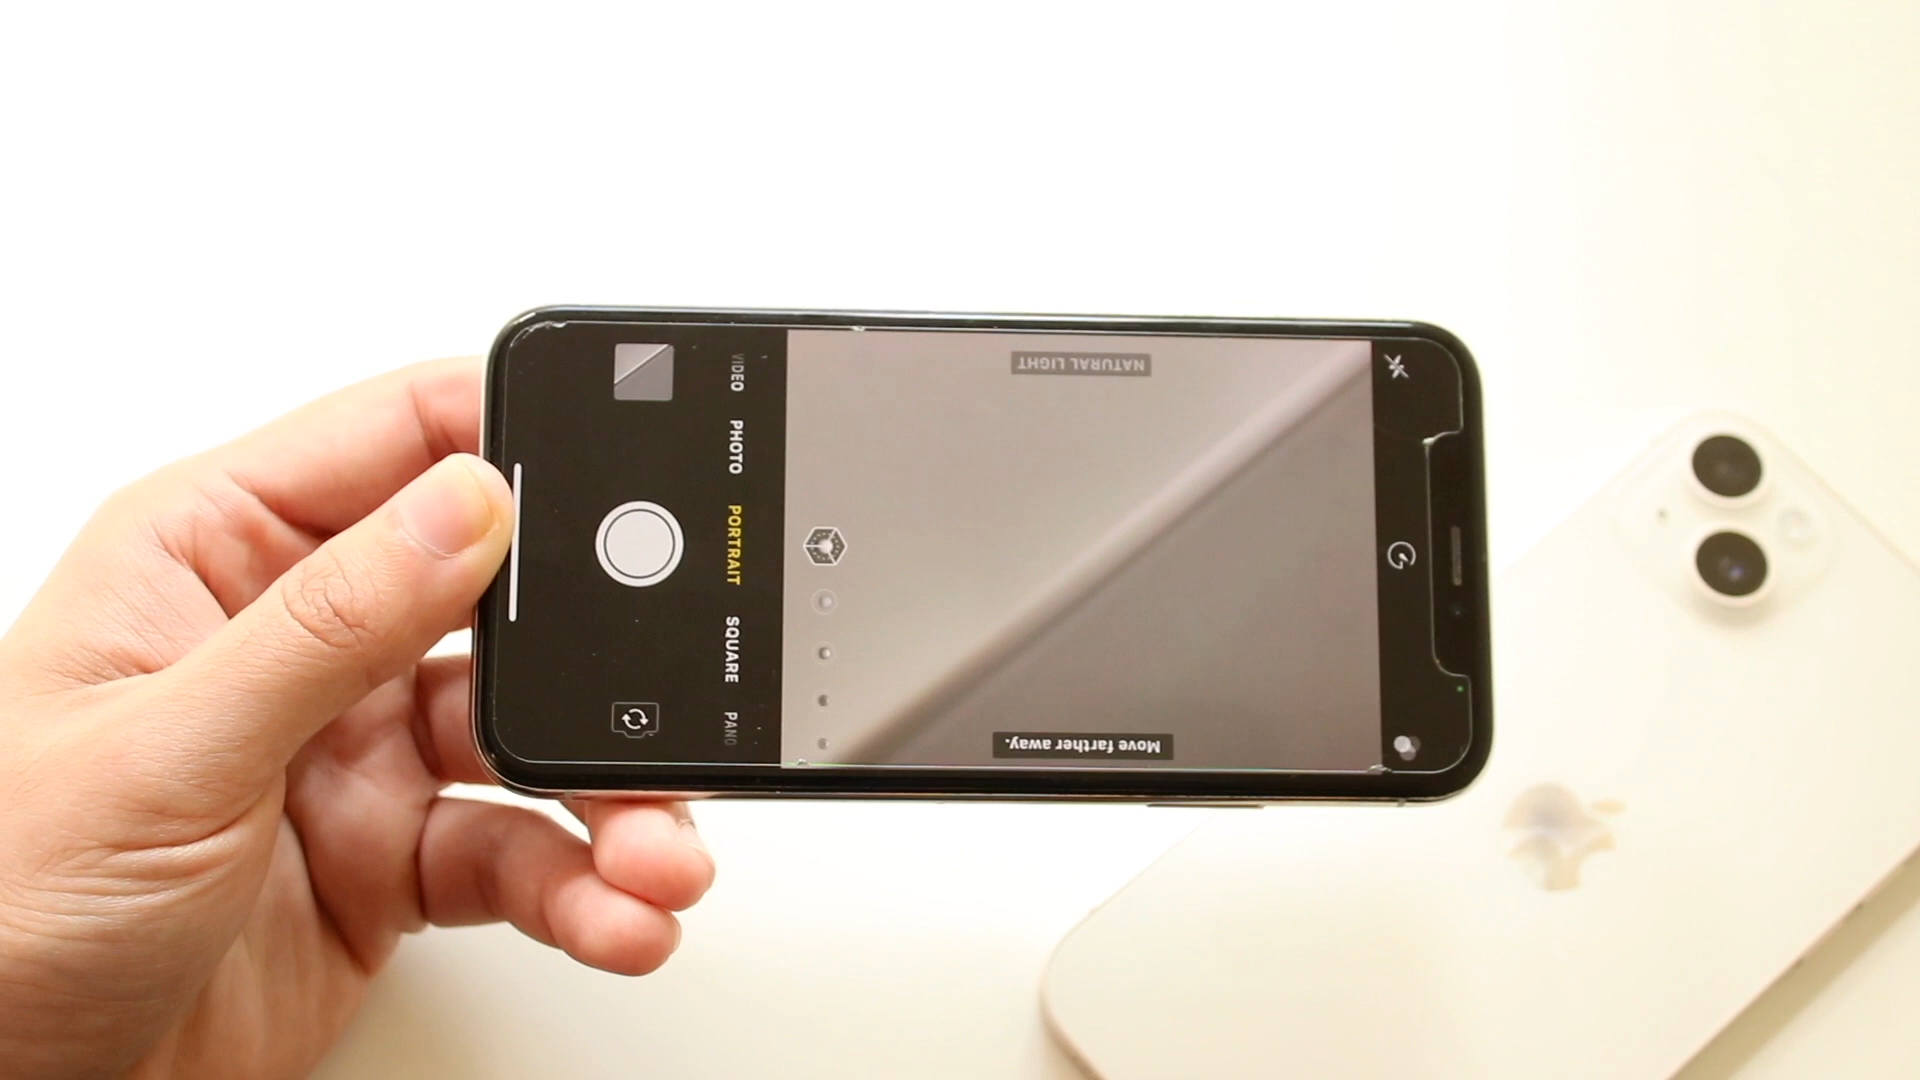 VIDEO
PHOTO
PORTRAIT
SQUARE
PANO
NATURAL LIGHT
Move farther away.